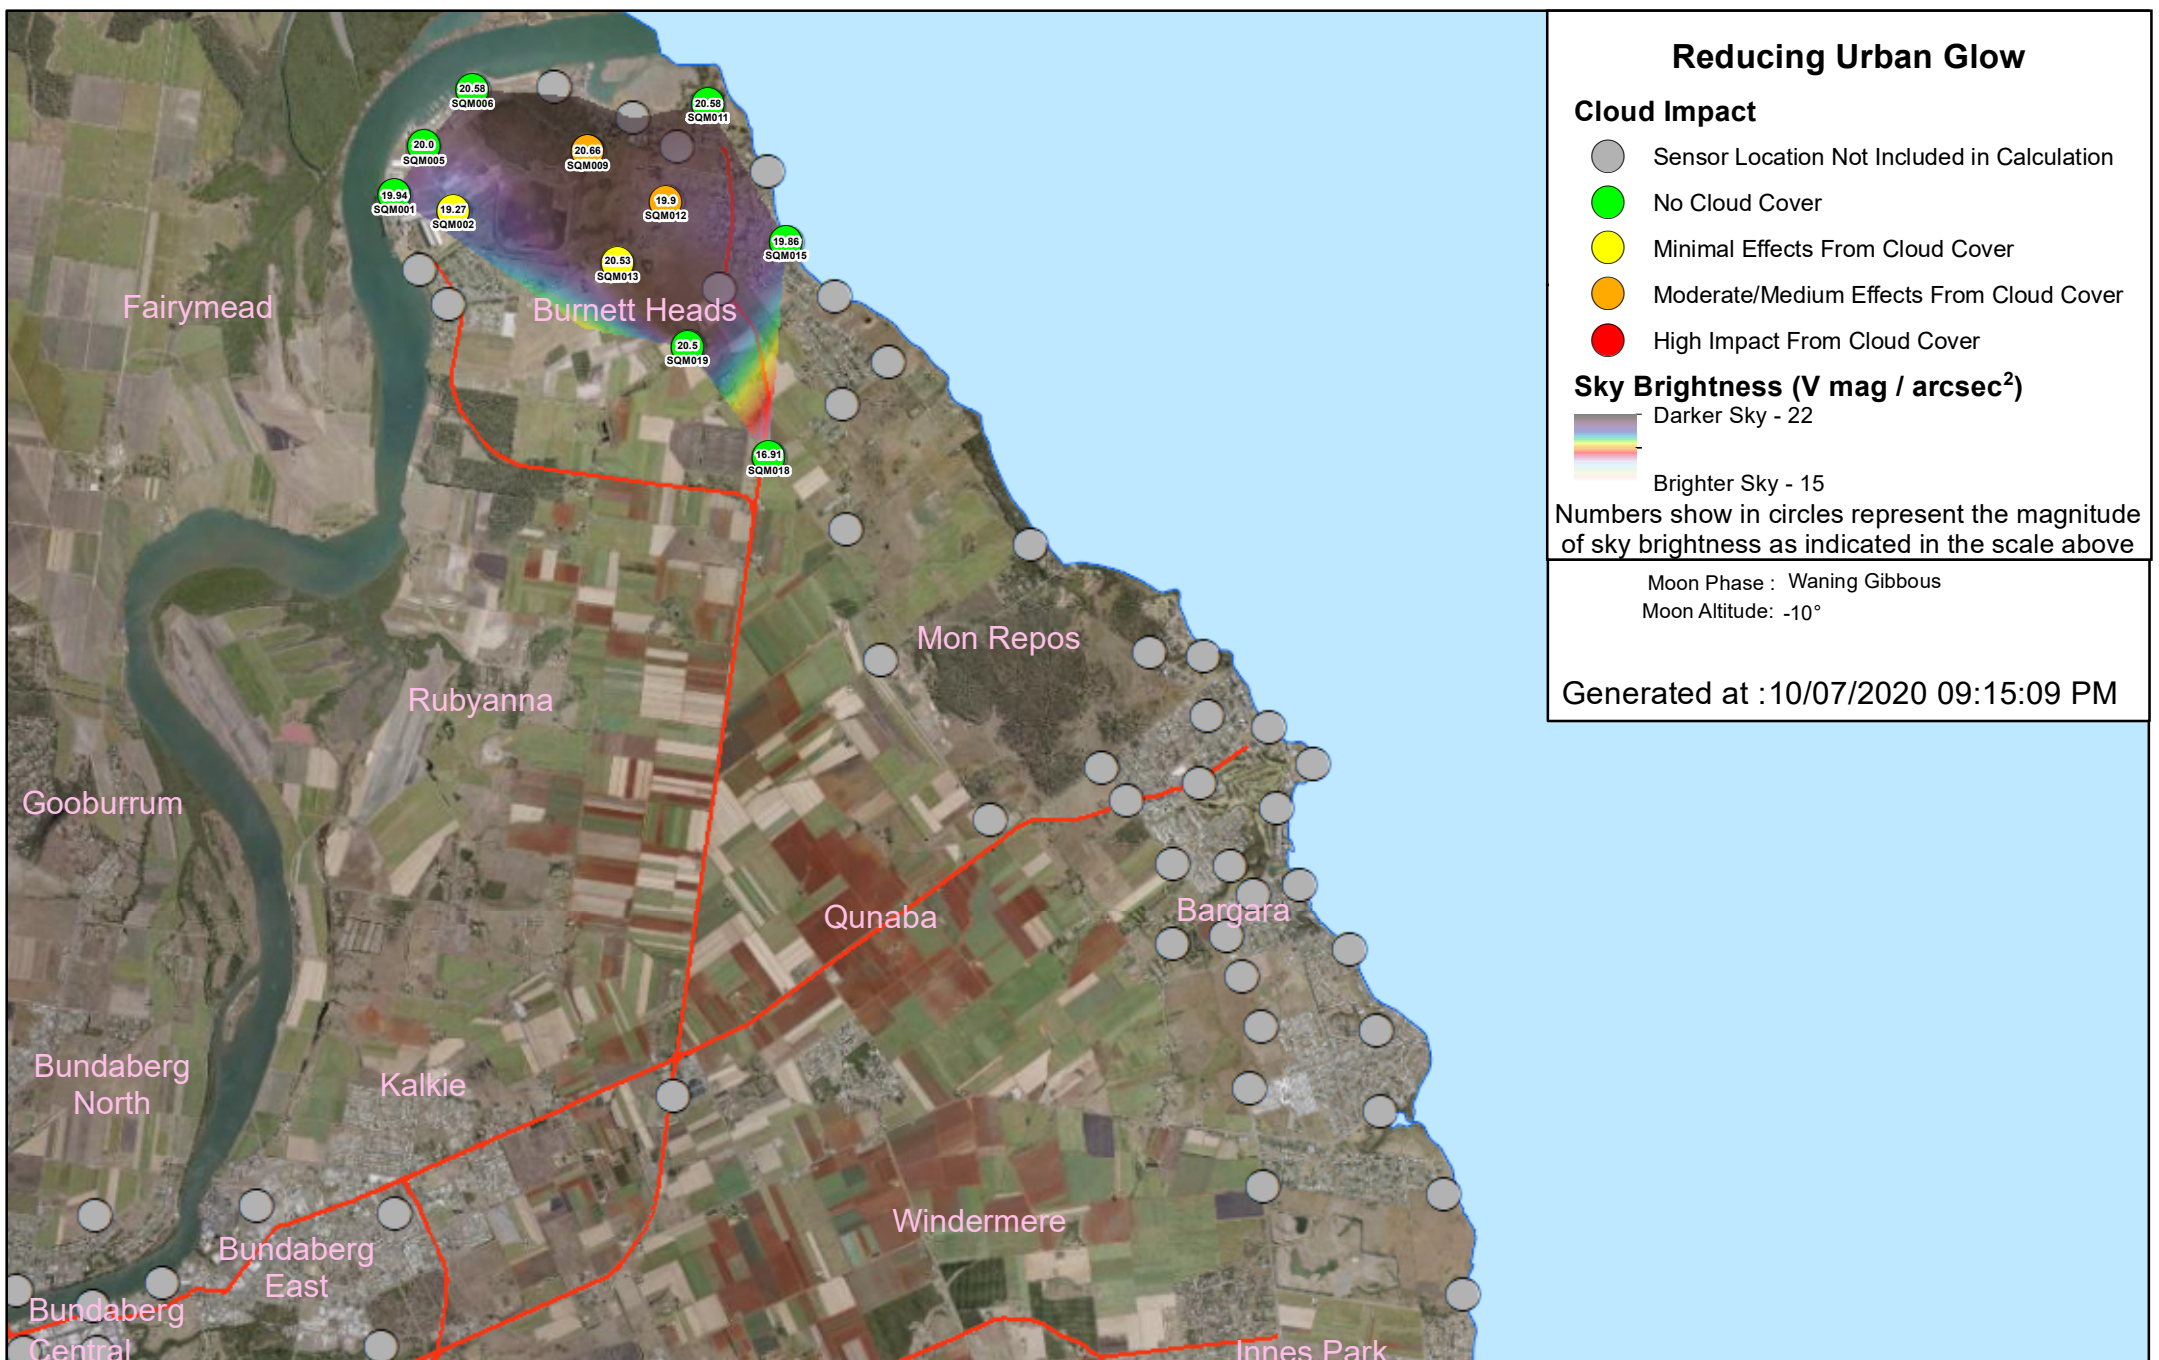 Reducing Urban Glow
Cloud Impact
Sensor Location Not Included in Calculation
No Cloud Cover
Minimal Effects From Cloud Cover
Moderate/Medium Effects From Cloud Cover
High Impact From Cloud Cover
Sky Brightness (V mag / arcsec²)
Darker Sky - 22
Brighter Sky - 15
Numbers show in circles represent the magnitude
of sky brightness as indicated in the scale above
Moon Phase : Waning Gibbous
Moon Altitude: -10°
Generated at :10/07/2020 09:15:09 PM
20.58
SQM006
20.58
SQM011
20.0
SQM005
20.66
SQM009
19.94
SQM001
19.27
SQM002
19.9
SQM012
19.86
SQM015
20.53
SQM013
20.5
SQM019
16.91
SQM018
Fairymead
Burnett Heads
Mon Repos
Rubyanna
Gooburrum
Qunaba
Bargara
Bundaberg
North
Kalkie
Windermere
Bundaberg
East
Bundaberg
Central
Innes Park